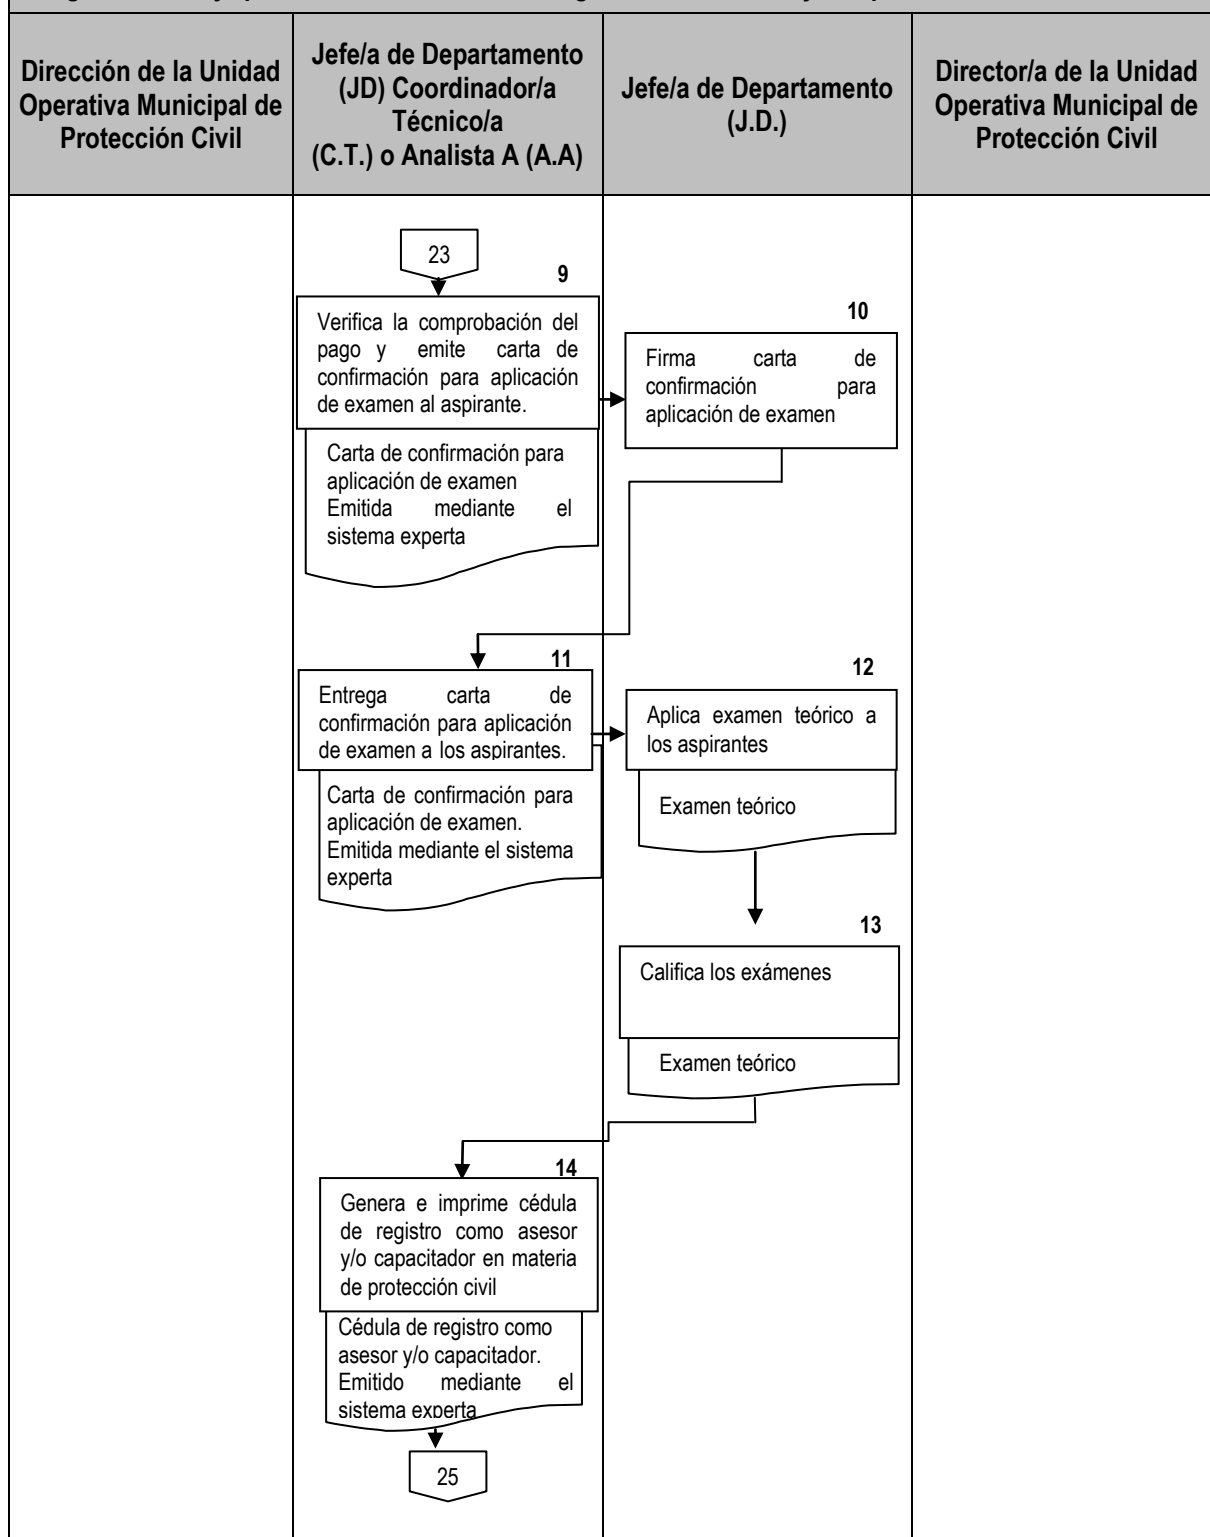 Dirección de la Unidad
Operativa Municipal de
Protección Civil
Jefe/a de Departamento
(JD) Coordinador/a
Técnico/a
(C.T.) o Analista A (A.A)
Jefe/a de Departamento
(J.D.)
Director/a de la Unidad
Operativa Municipal de
Protección Civil
23
9
Verifica la comprobación del
pago y emite carta de
confirmación para aplicación
de examen al aspirante.
Carta de confirmación para
aplicación de examen
Emitida mediante el
sistema experta
10
Firma carta de
confirmación para
aplicación de examen
11
Entrega carta de
confirmación para aplicación
de examen a los aspirantes.
Carta de confirmación para
aplicación de examen.
Emitida mediante el sistema
experta
12
Aplica examen teórico a
los aspirantes
Examen teórico
13
Califica los exámenes
Examen teórico
14
Genera e imprime cédula
de registro como asesor
y/o capacitador en materia
de protección civil
Cédula de registro como
asesor y/o capacitador.
Emitido mediante el
sistema experta
25